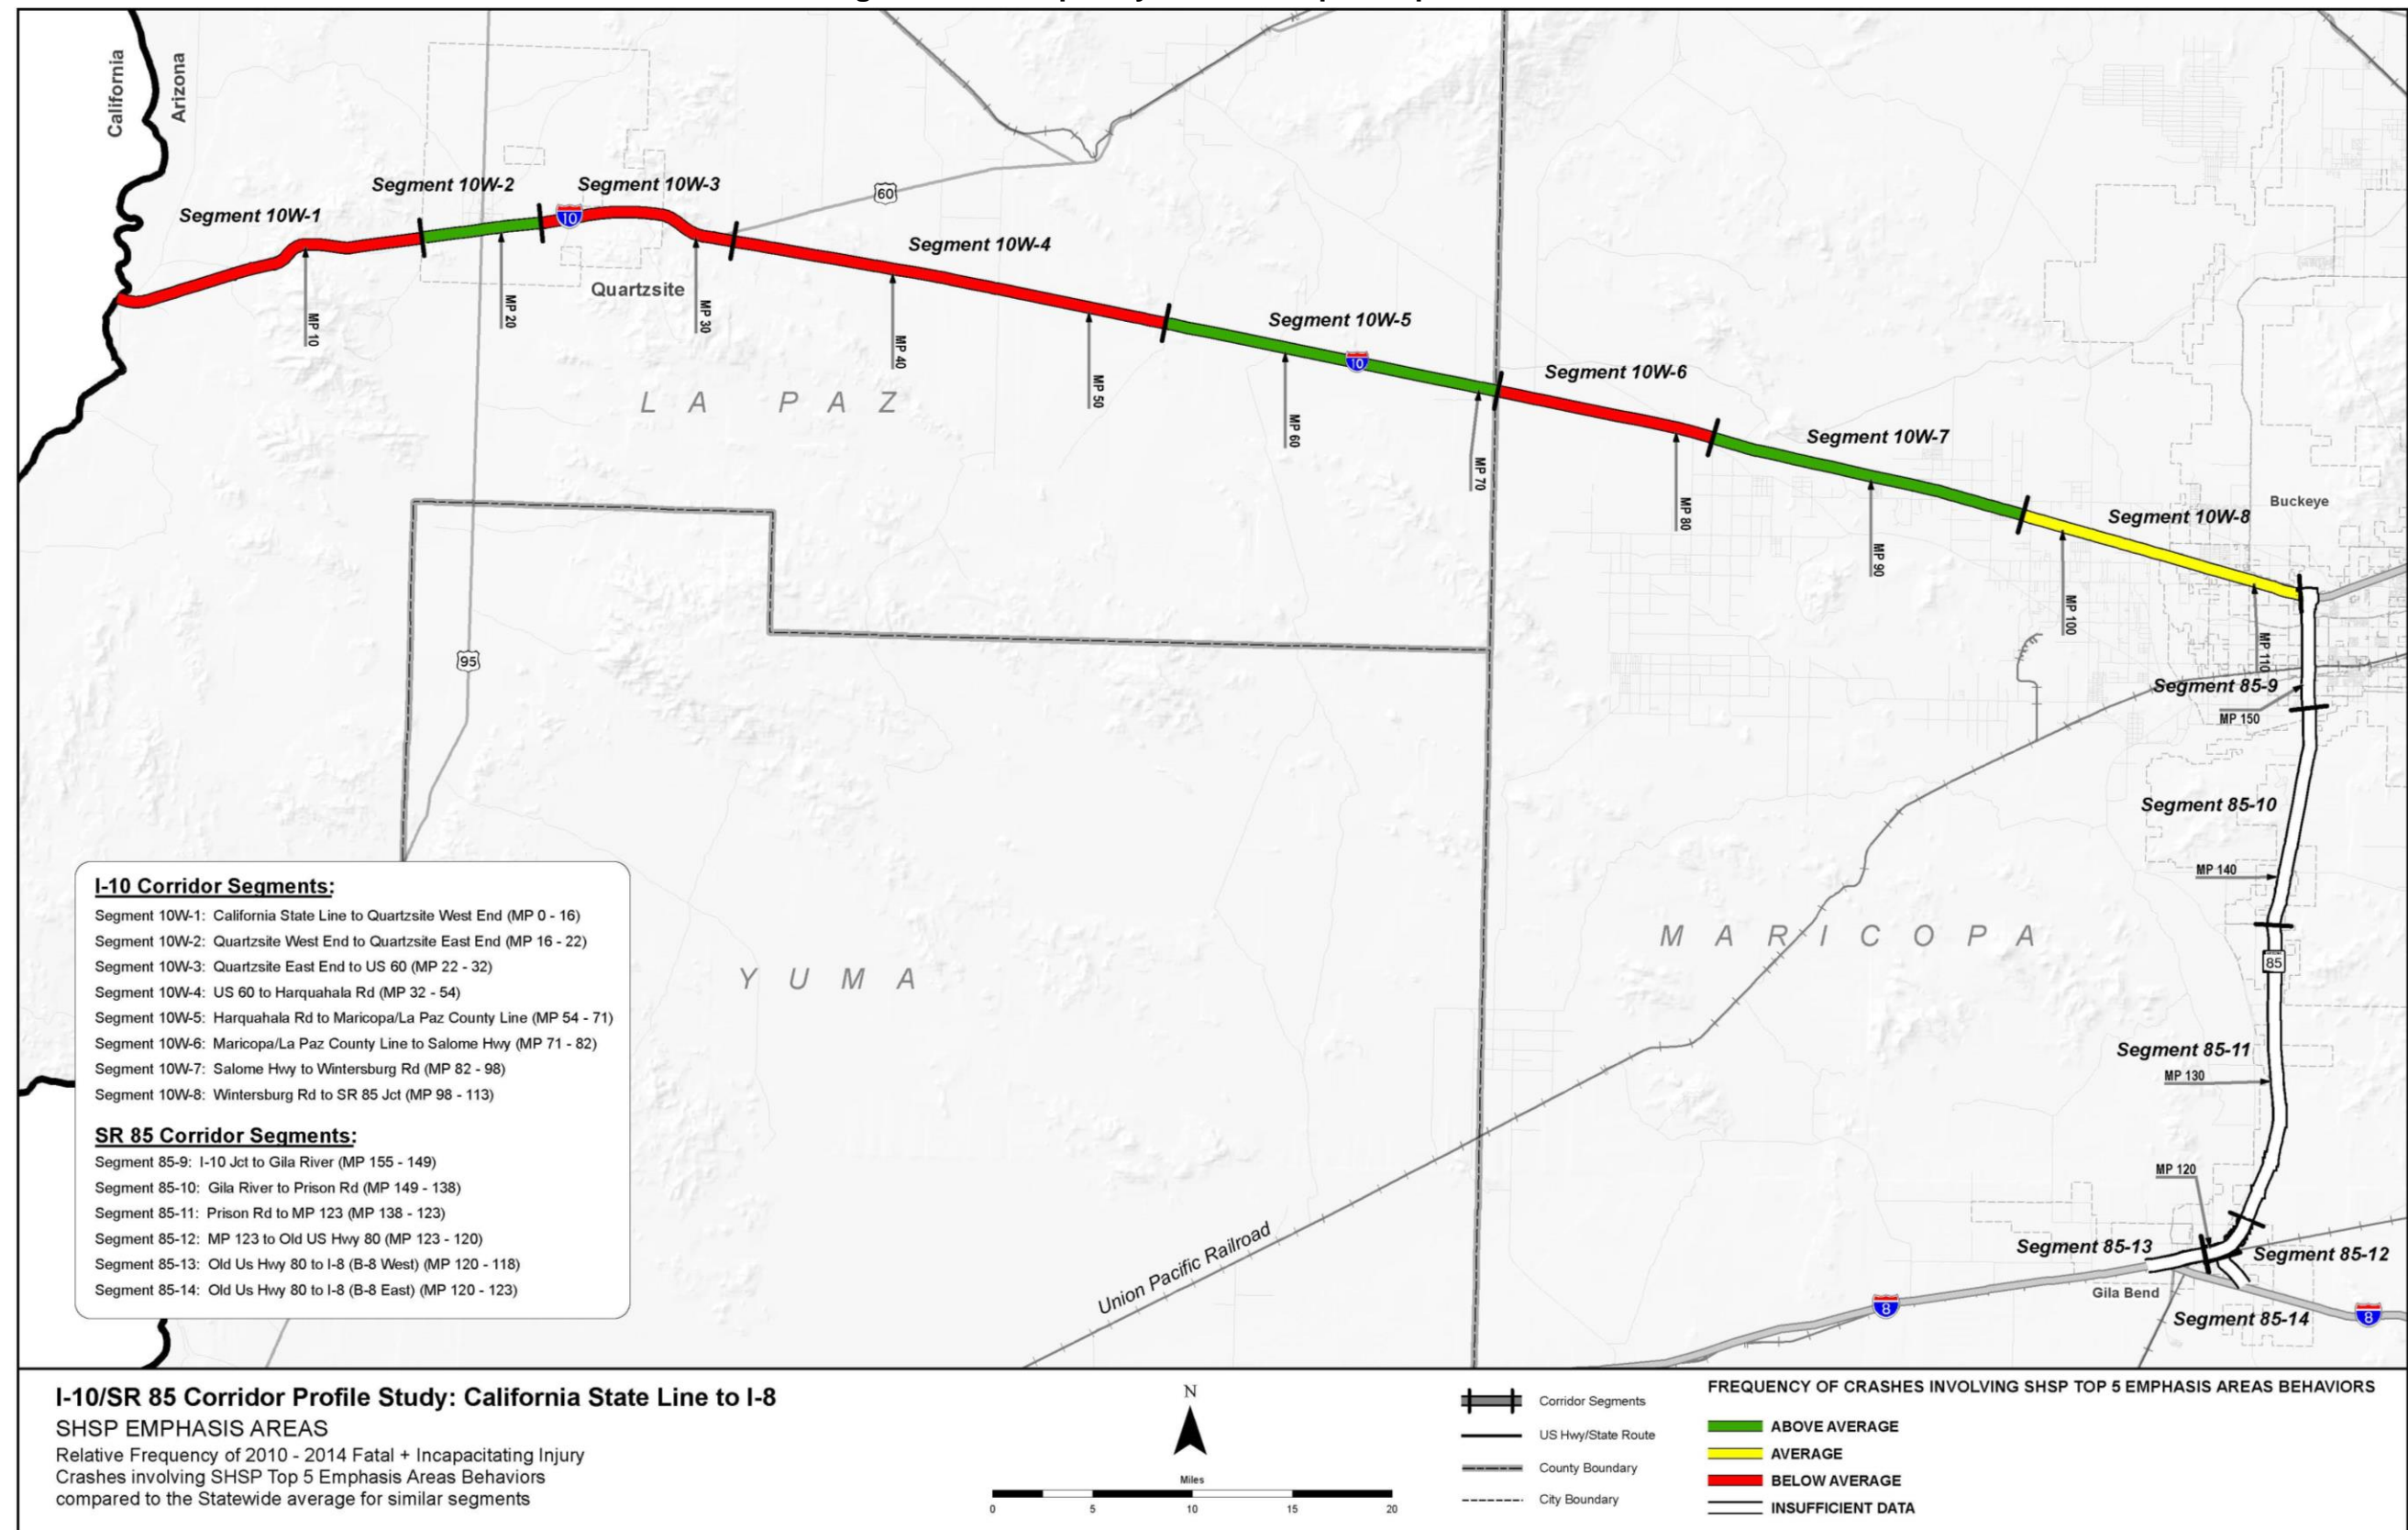 California
Arizona
Segment 10W-1
Segment 10W-2
Segment 10W-3
10
60
Segment 10W-4
Quartzsite
MP 10
MP 20
MP 30
MP 40
MP 50
Segment 10W-5
10
MP 60
MP 70
LA PAZ
Segment 10W-6
MP 80
Segment 10W-7
MP 90
Segment 10W-8
Buckeye
MP 100
MP 110
95
Segment 85-9
MP 150
Segment 85-10
MP 140
85
MARICOPA
YUMA
Segment 85-11
MP 130
MP 120
Segment 85-13
Segment 85-12
Gila Bend
Segment 85-14
8
8
Union Pacific Railroad
I-10 Corridor Segments:
Segment 10W-1: California State Line to Quartzsite West End (MP 0 - 16)
Segment 10W-2: Quartzsite West End to Quartzsite East End (MP 16 - 22)
Segment 10W-3: Quartzsite East End to US 60 (MP 22 - 32)
Segment 10W-4: US 60 to Harquahala Rd (MP 32 - 54)
Segment 10W-5: Harquahala Rd to Maricopa/La Paz County Line (MP 54 - 71)
Segment 10W-6: Maricopa/La Paz County Line to Salome Hwy (MP 71 - 82)
Segment 10W-7: Salome Hwy to Wintersburg Rd (MP 82 - 98)
Segment 10W-8: Wintersburg Rd to SR 85 Jct (MP 98 - 113)
SR 85 Corridor Segments:
Segment 85-9: I-10 Jct to Gila River (MP 155 - 149)
Segment 85-10: Gila River to Prison Rd (MP 149 - 138)
Segment 85-11: Prison Rd to MP 123 (MP 138 - 123)
Segment 85-12: MP 123 to Old US Hwy 80 (MP 123 - 120)
Segment 85-13: Old Us Hwy 80 to I-8 (B-8 West) (MP 120 - 118)
Segment 85-14: Old Us Hwy 80 to I-8 (B-8 East) (MP 120 - 123)
I-10/SR 85 Corridor Profile Study: California State Line to I-8
SHSP EMPHASIS AREAS
Relative Frequency of 2010 - 2014 Fatal + Incapacitating Injury
Crashes involving SHSP Top 5 Emphasis Areas Behaviors
compared to the Statewide average for similar segments
N
Miles
0 5 10 15 20
Corridor Segments
US Hwy/State Route
County Boundary
City Boundary
FREQUENCY OF CRASHES INVOLVING SHSP TOP 5 EMPHASIS AREAS BEHAVIORS
ABOVE AVERAGE
AVERAGE
BELOW AVERAGE
INSUFFICIENT DATA